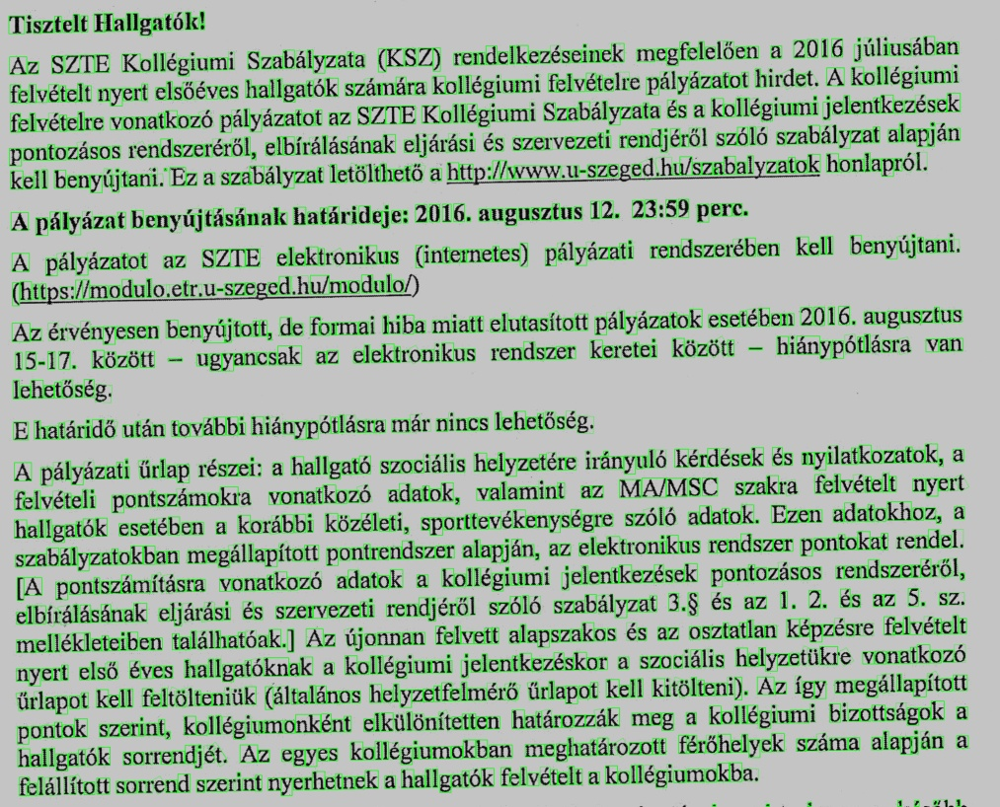 Tisztelt Hallgatók!
Az SZTE Kollégiumi Szabályzata (KSZ) rendelkezéseinek megfelelően a 2016 júliusában
felvételt nyert elsőéves hallgatók számára kollégiumi felvételre pályázatot hirdet. A kollégiumi
felvételre vonatkozó pályázatot az SZTE Kollégiumi Szabályzata és a kollégiumi jelentkezések
pontozásos rendszeréről, elbírálásának eljárási és szervezeti rendjéről szóló szabályzat alapján
kell benyújtani. Ez a szabályzat letölthető a http://www.u-szeged.hu/szabalyzatok honlapról.
A pályázat benyújtásának határideje: 2016. augusztus 12. 23:59 perc.
A pályázatot az SZTE elektronikus (internetes) pályázati rendszerében kell benyújtani.
(https://modulo.etr.u-szeged.hu/modulo/)
Az érvényesen benyújtott, de formai hiba miatt elutasított pályázatok esetében 2016. augusztus
15-17. között – ugyancsak az elektronikus rendszer keretei között – hiánypótlásra van
lehetőség.
E határidő után további hiánypótlásra már nincs lehetőség.
A pályázati űrlap részei: a hallgató szociális helyzetére irányuló kérdések és nyilatkozatok, a
felvételi pontszámokra vonatkozó adatok, valamint az MA/MSC szakra felvételt nyert
hallgatók esetében a korábbi közéleti, sporttevékenységre szóló adatok. Ezen adatokhoz, a
szabályzatokban megállapított pontrendszer alapján, az elektronikus rendszer pontokat rendel.
[A pontszámításra vonatkozó adatok a kollégiumi jelentkezések pontozásos rendszeréről,
elbírálásának eljárási és szervezeti rendjéről szóló szabályzat 3.§ és az 1. 2. és az 5. sz.
mellékleteiben találhatóak.] Az újonnan felvett alapszakos és az osztatlan képzésre felvételt
nyert első éves hallgatóknak a kollégiumi jelentkezéskor a szociális helyzetükre vonatkozó
űrlapot kell feltölteniük (általános helyzetfelmérő űrlapot kell kitölteni). Az így megállapított
pontok szerint, kollégiumonként elkülönítetten határozzák meg a kollégiumi bizottságok a
hallgatók sorrendjét. Az egyes kollégiumokban meghatározott férőhelyek száma alapján a
felállított sorrend szerint nyerhetnek a hallgatók felvételt a kollégiumokba.